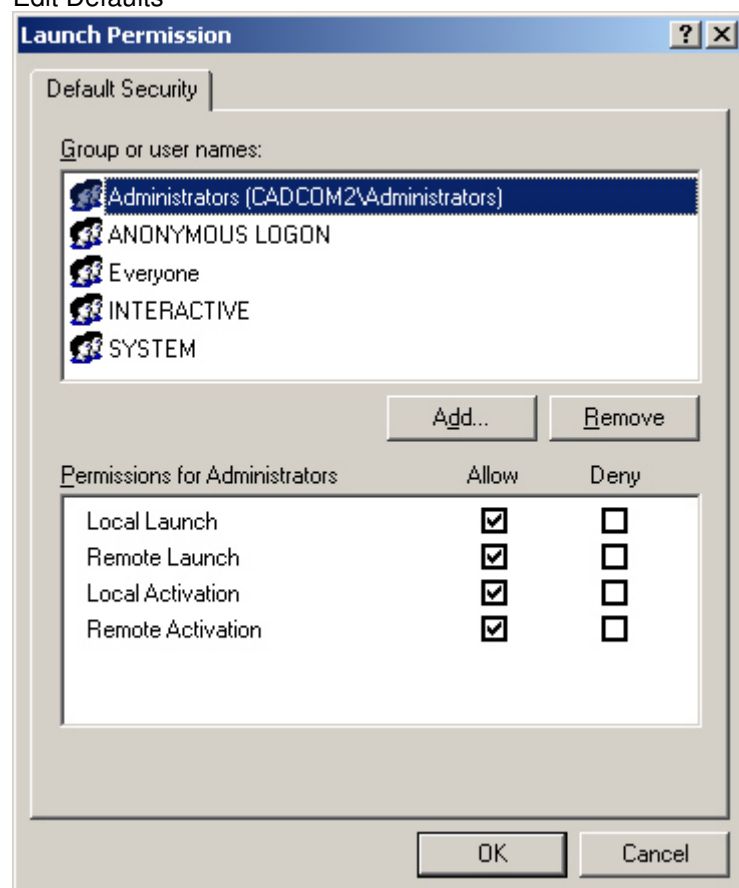 Edit Defaults
Launch Permission
Default Security
Group or user names:
Administrators (CADCOM2\Administrators)
ANONYMOUS LOGON
Everyone
INTERACTIVE
SYSTEM
Add... Remove
Permissions for Administrators Allow Deny
Local Launch
Remote Launch
Local Activation
Remote Activation
OK Cancel